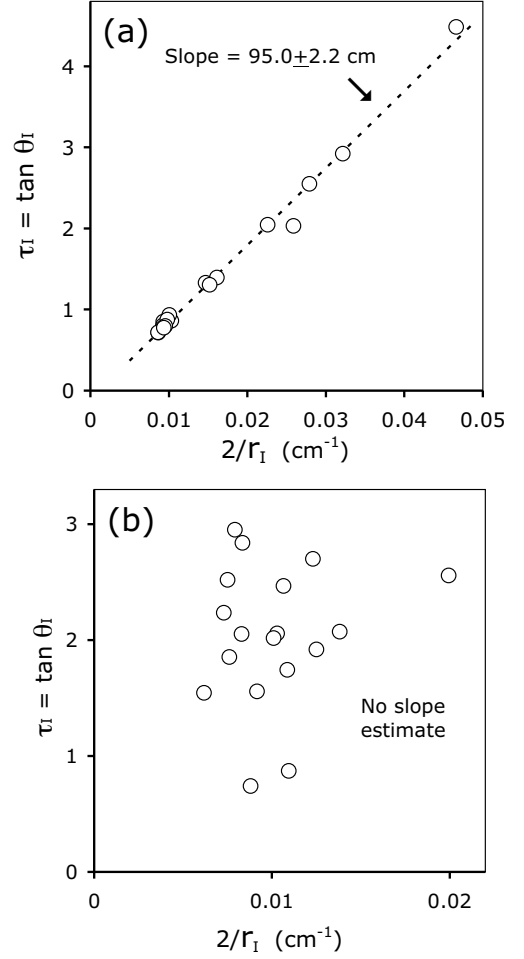 (a)
Slope = 95.0±2.2 cm
τI = tan θI
4
3
2
1
0
0 0.01 0.02 0.03 0.04 0.05
2/rI (cm-1)
(b)
τI = tan θI
3
2
1
0
No slope
estimate
0 0.01 0.02
2/rI (cm-1)